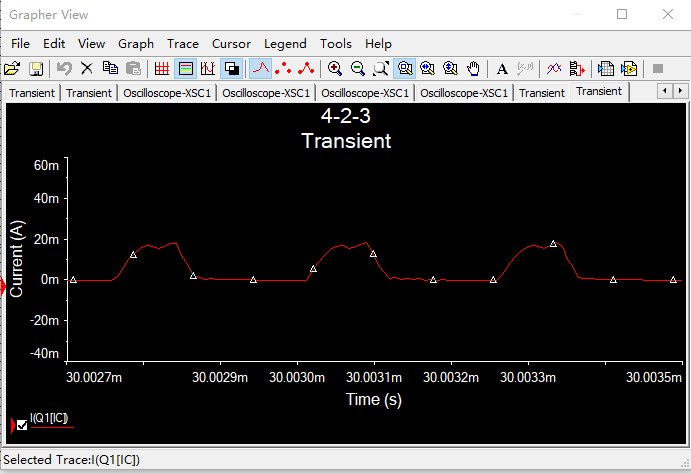 Grapher View
File Edit View Graph Trace Cursor Legend Tools Help
A
Transient Transient Oscilloscope-XSC1 Oscilloscope-XSC1 Oscilloscope-XSC1 Oscilloscope-XSC1 Transient Transient
4-2-3
Transient
60m
40m
20m
0m
-20m
-40m
Current (A)
30.0027m 30.0029m 30.0030m 30.0031m 30.0032m 30.0033m 30.0035m
Time (s)
I(Q1[IC])
Selected Trace:I(Q1[IC])